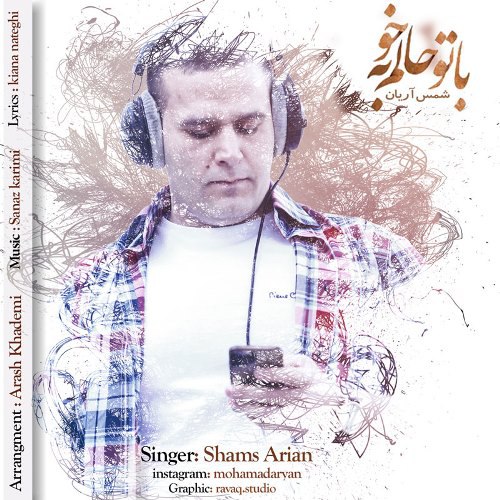 با تو حالم خوبه
شمس آریان
Lyrics : kiana nateghi
Music : Sanaz karimi
Arrangment : Arash Khademi
Singer: Shams Arian
instagram: mohamadaryan
Graphic: ravaq.studio